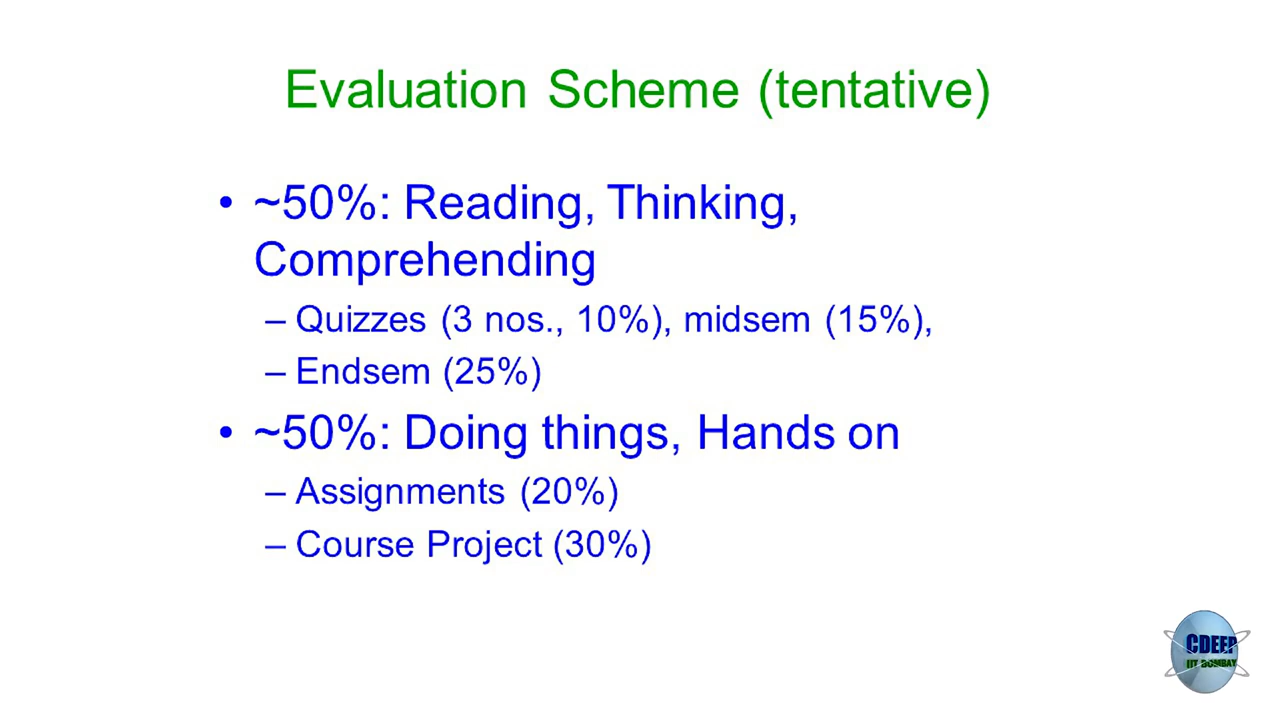 Evaluation Scheme (tentative)
• ~50%: Reading, Thinking,
Comprehending
– Quizzes (3 nos., 10%), midsem (15%),
– Endsem (25%)
• ~50%: Doing things, Hands on
– Assignments (20%)
– Course Project (30%)
CDEEP
IIT BOMBAY